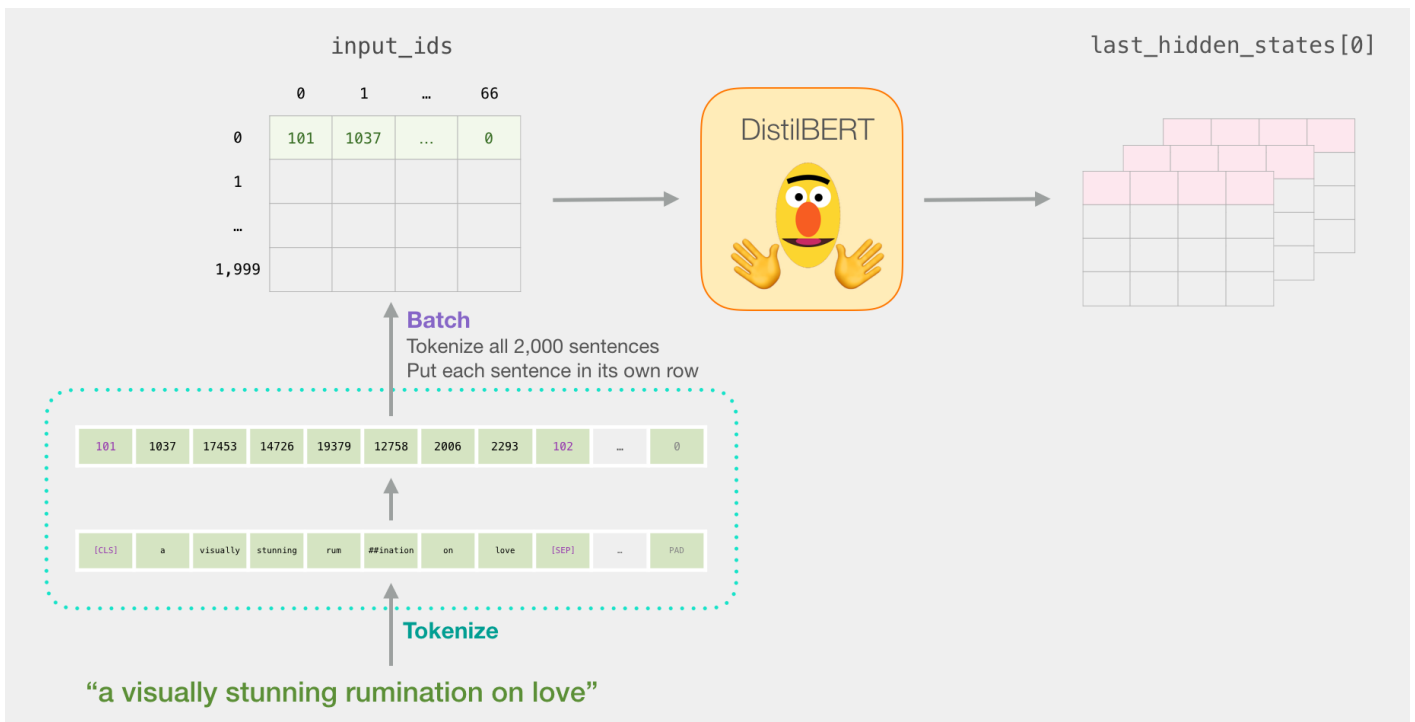 input_ids
last_hidden_states[0]
0 1 … 66
0 101 1037 … 0
1
…
1,999
DistilBERT
Batch
Tokenize all 2,000 sentences
Put each sentence in its own row
101 1037 17453 14726 19379 12758 2006 2293 102 … 0
[CLS] a visually stunning rum ##ination on love [SEP] … PAD
Tokenize
“a visually stunning rumination on love”